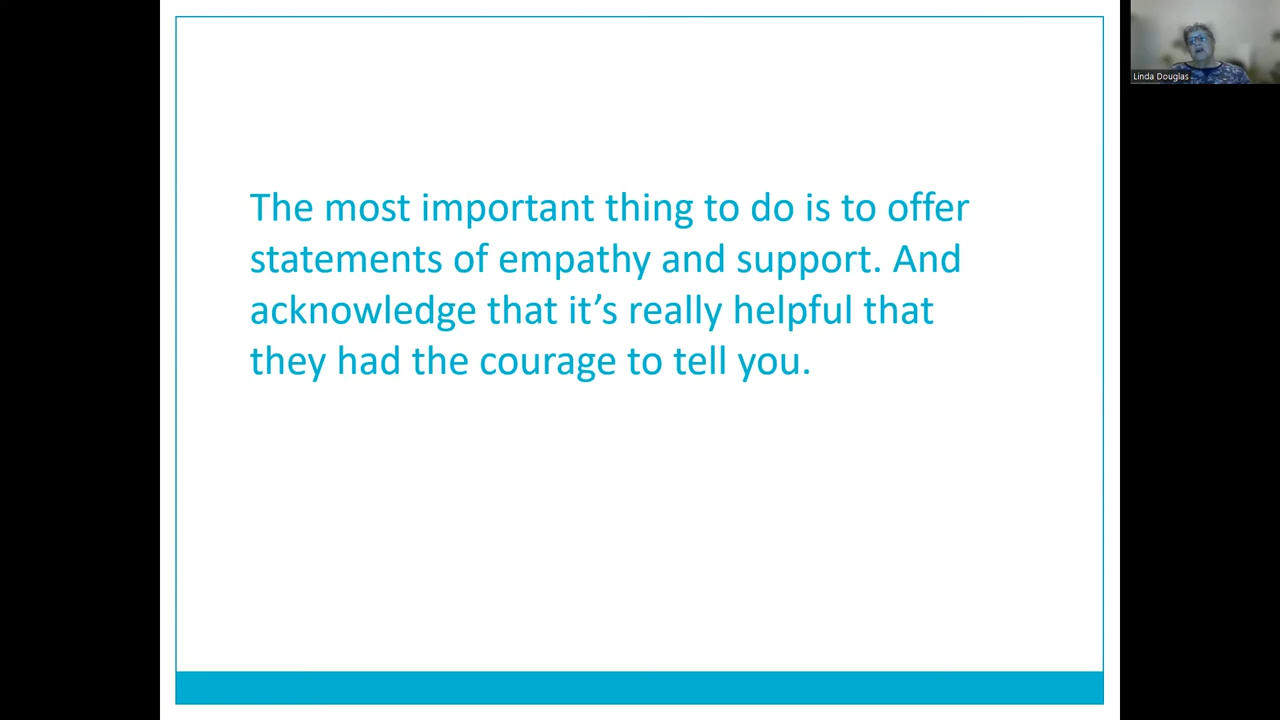 The most important thing to do is to offer
statements of empathy and support. And
acknowledge that it’s really helpful that
they had the courage to tell you.
Linda Douglas